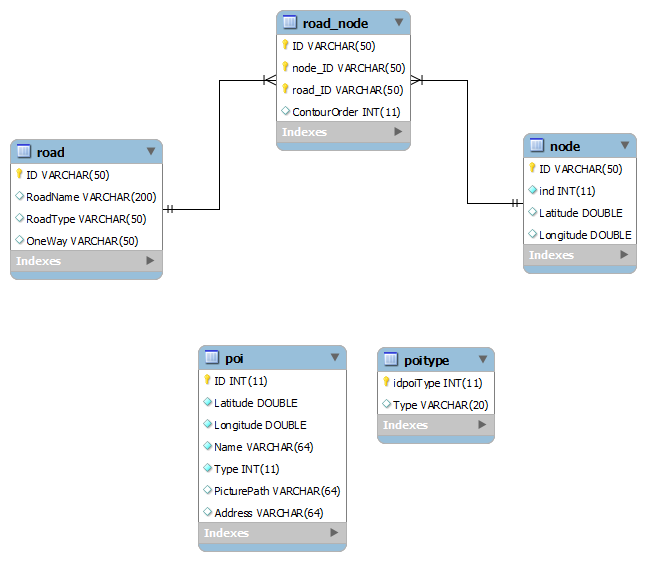 road_node
ID VARCHAR(50)
node_ID VARCHAR(50)
road_ID VARCHAR(50)
ContourOrder INT(11)
Indexes
road
ID VARCHAR(50)
RoadName VARCHAR(200)
RoadType VARCHAR(50)
OneWay VARCHAR(50)
Indexes
node
ID VARCHAR(50)
ind INT(11)
Latitude DOUBLE
Longitude DOUBLE
Indexes
poi
ID INT(11)
Latitude DOUBLE
Longitude DOUBLE
Name VARCHAR(64)
Type INT(11)
PicturePath VARCHAR(64)
Address VARCHAR(64)
Indexes
poitype
idpoiType INT(11)
Type VARCHAR(20)
Indexes